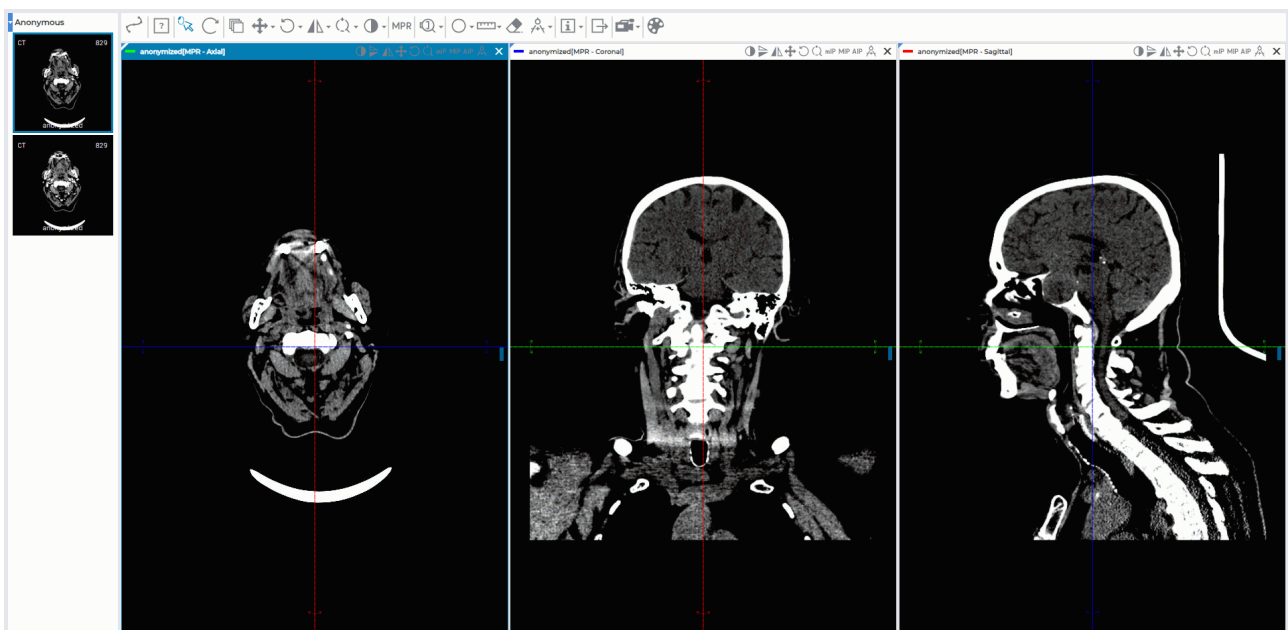 Anonymous
CT 829
anonymized
CT 829
anonymized
MPR
anonymized[MPR - Axial] mIP MIP AIP
anonymized[MPR - Coronal] mIP MIP AIP
anonymized[MPR - Sagittal] mIP MIP AIP